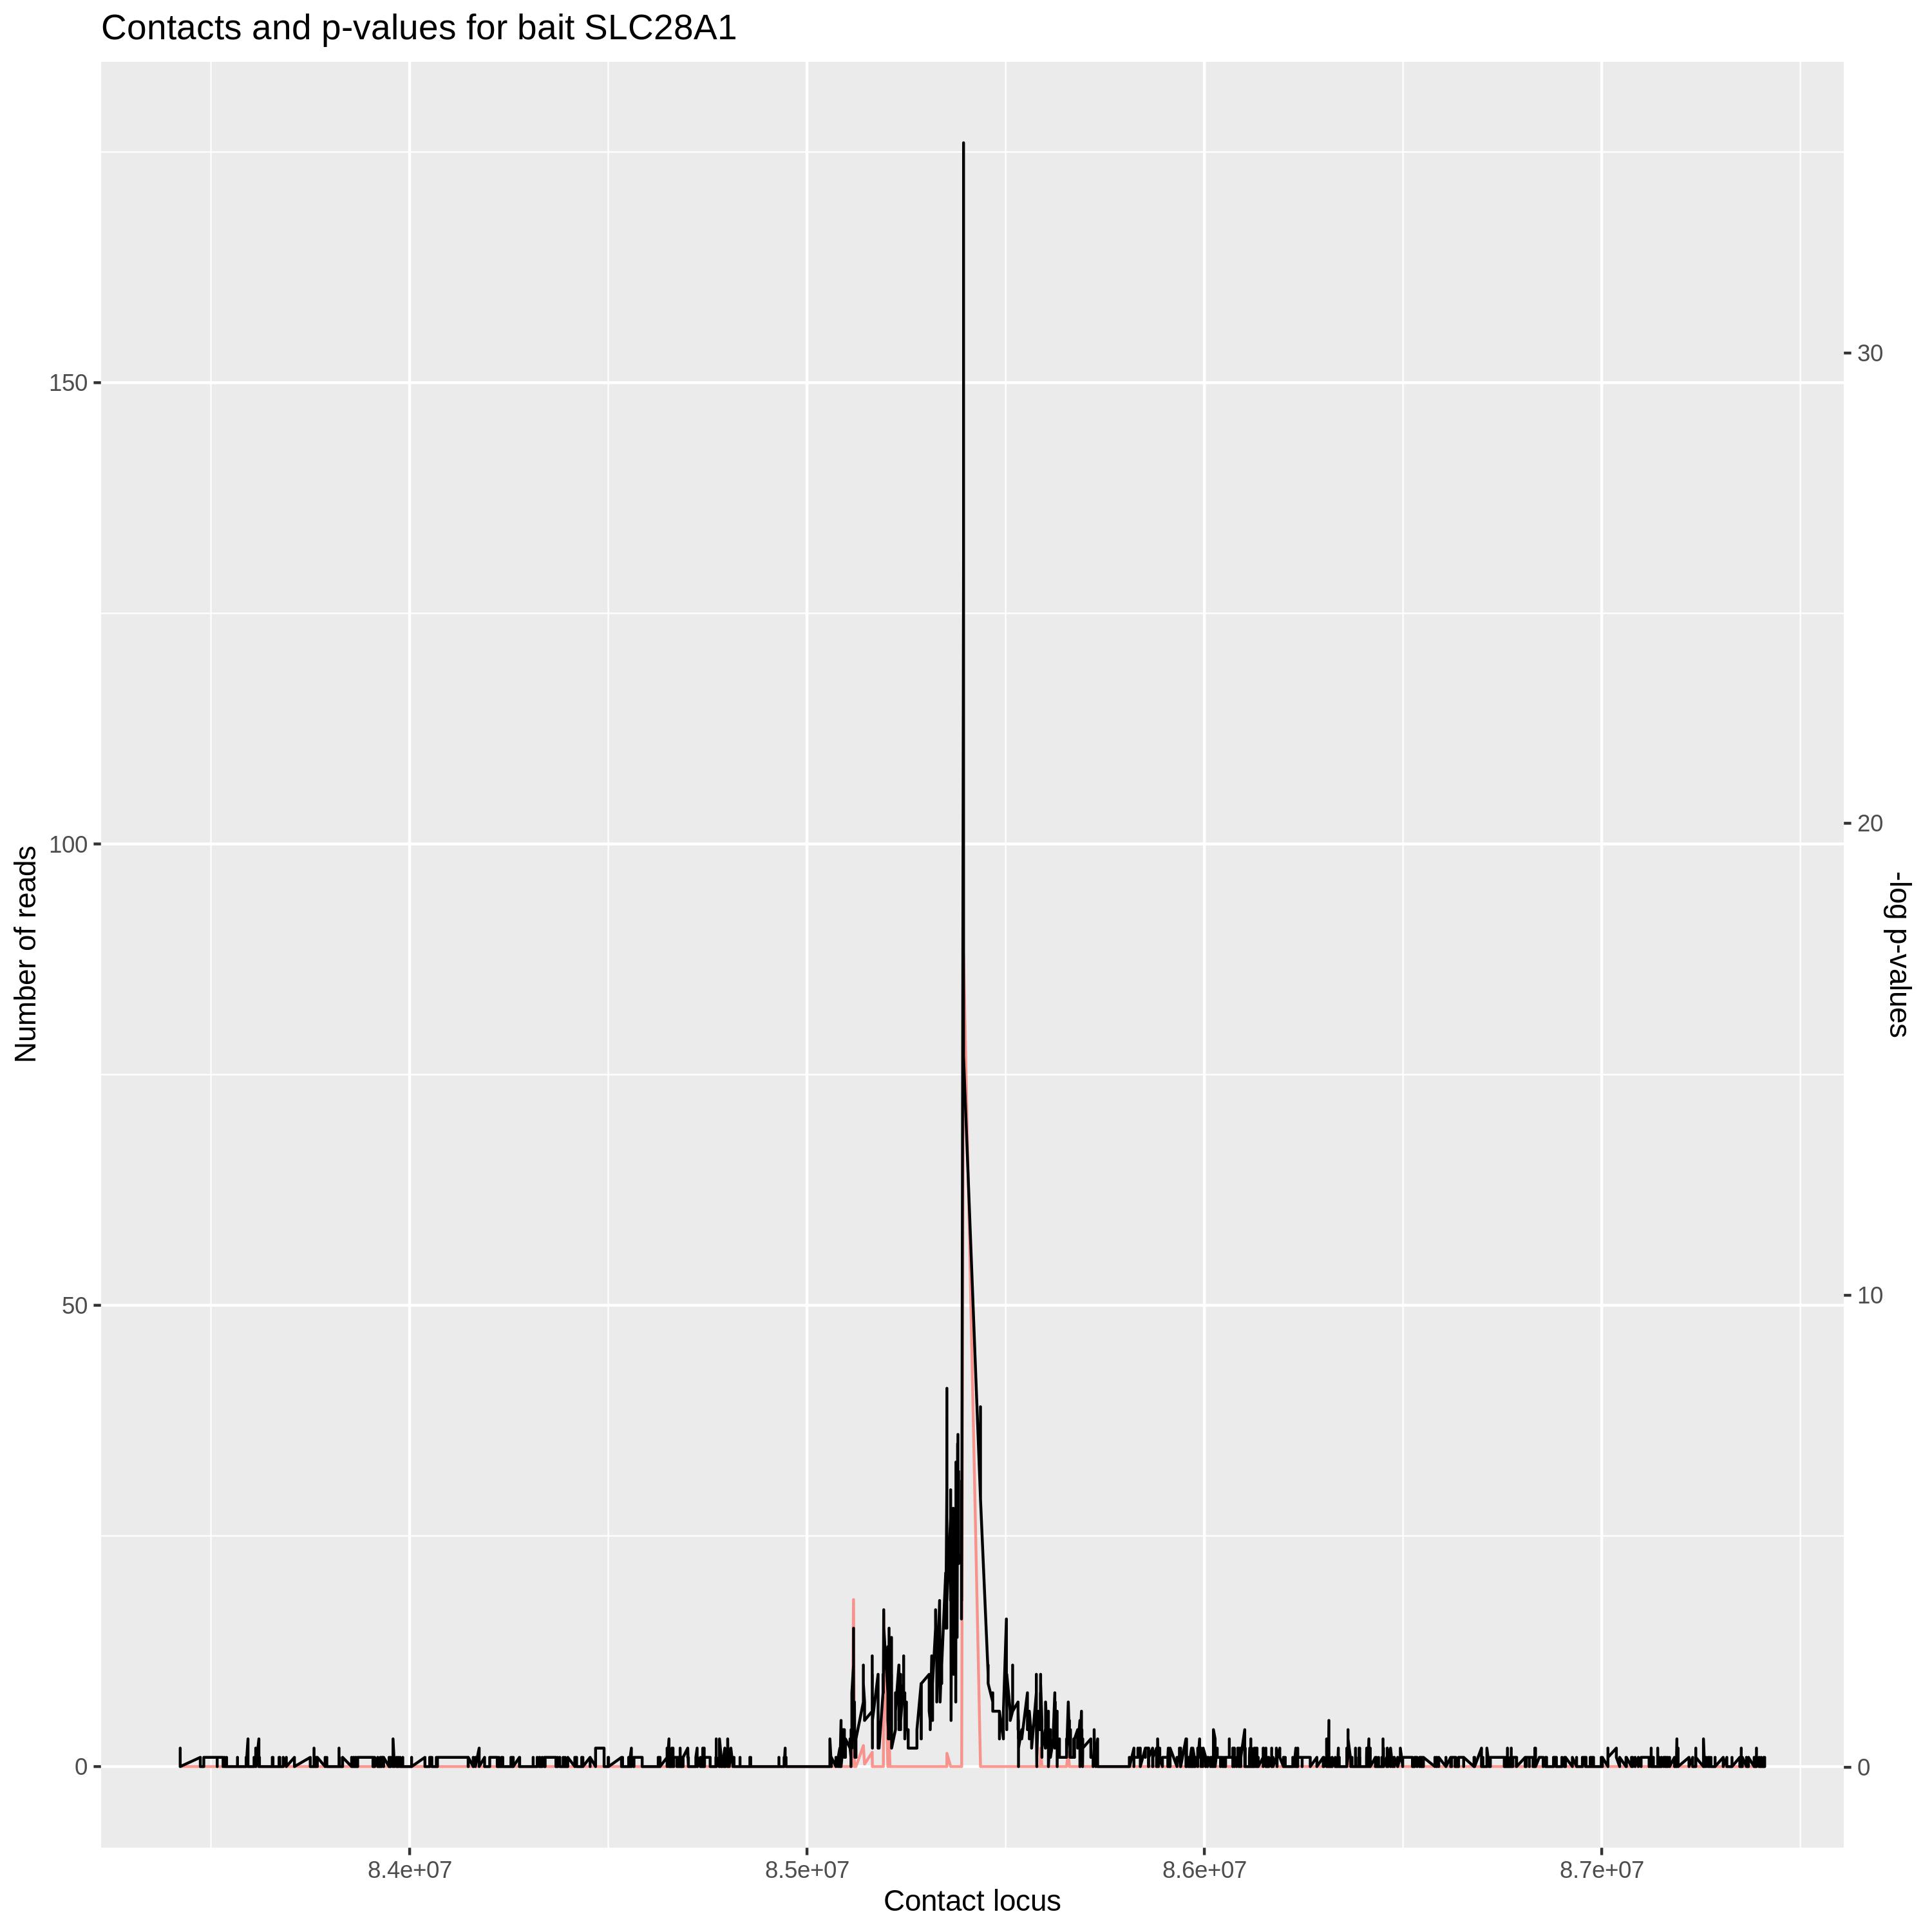 Contacts and p-values for bait SLC28A1
Number of reads
150
100
50
0
30
20
10
0
-log p-values
8.4e+07
8.5e+07
8.6e+07
8.7e+07
Contact locus